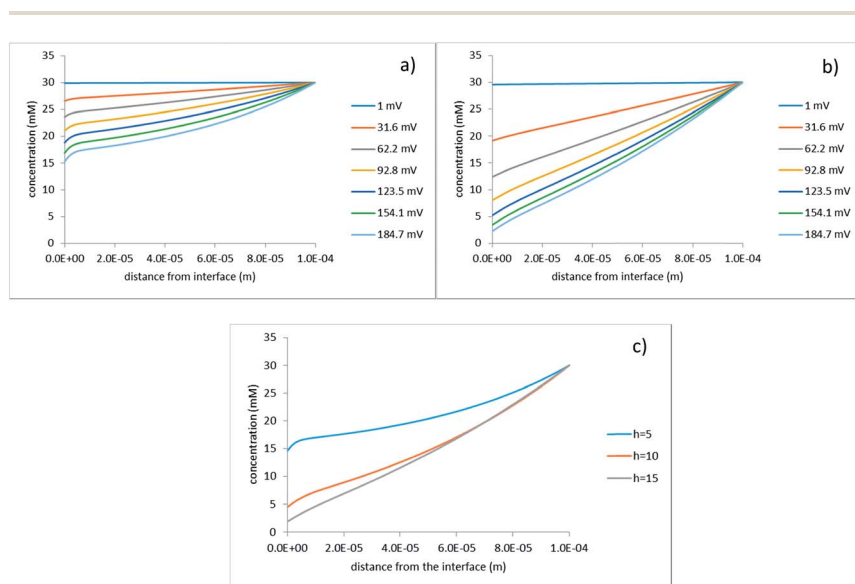 a)
35
30
25
20
15
10
5
0
concentration (mM)
0.0E+00 2.0E-05 4.0E-05 6.0E-05 8.0E-05 1.0E-04
distance from interface (m)
1 mV
31.6 mV
62.2 mV
92.8 mV
123.5 mV
154.1 mV
184.7 mV
b)
35
30
25
20
15
10
5
0
concentration (mM)
0.0E+00 2.0E-05 4.0E-05 6.0E-05 8.0E-05 1.0E-04
distance from interface (m)
1 mV
31.6 mV
62.2 mV
92.8 mV
123.5 mV
154.1 mV
184.7 mV
c)
35
30
25
20
15
10
5
0
concentration (mM)
0.0E+00 2.0E-05 4.0E-05 6.0E-05 8.0E-05 1.0E-04
distance from the interface (m)
h=5
h=10
h=15